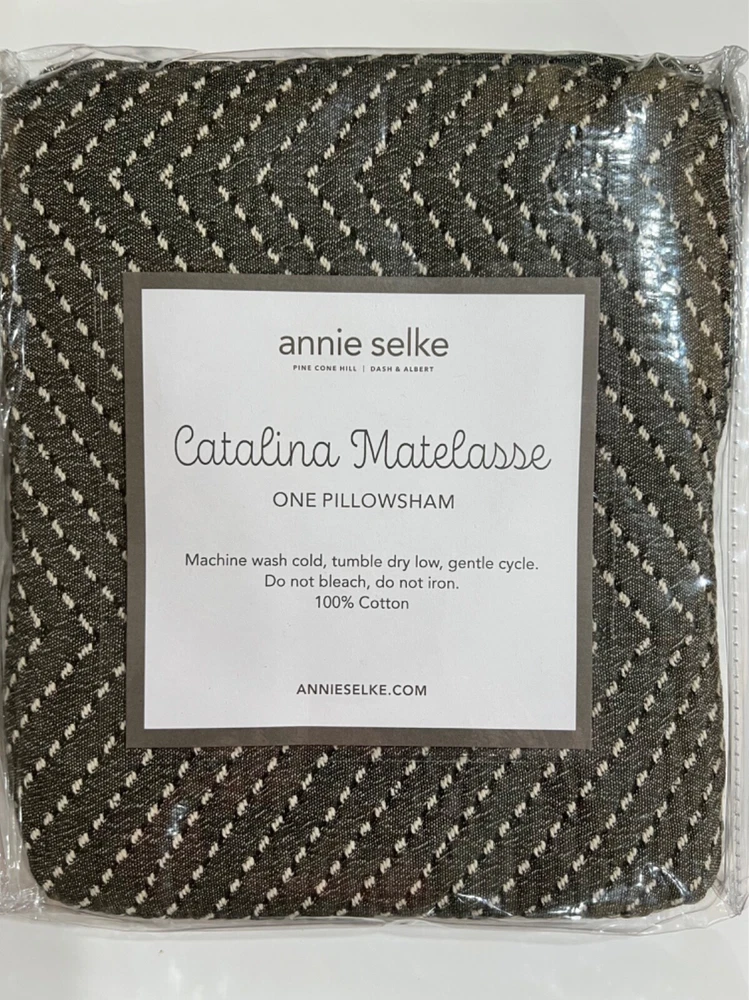 annie selke
PINE CONE HILL | DASH & ALBERT
Catalina Matelasse
ONE PILLOWSHAM
Machine wash cold, tumble dry low, gentle cycle.
Do not bleach, do not iron.
100% Cotton
ANNIESELKE.COM